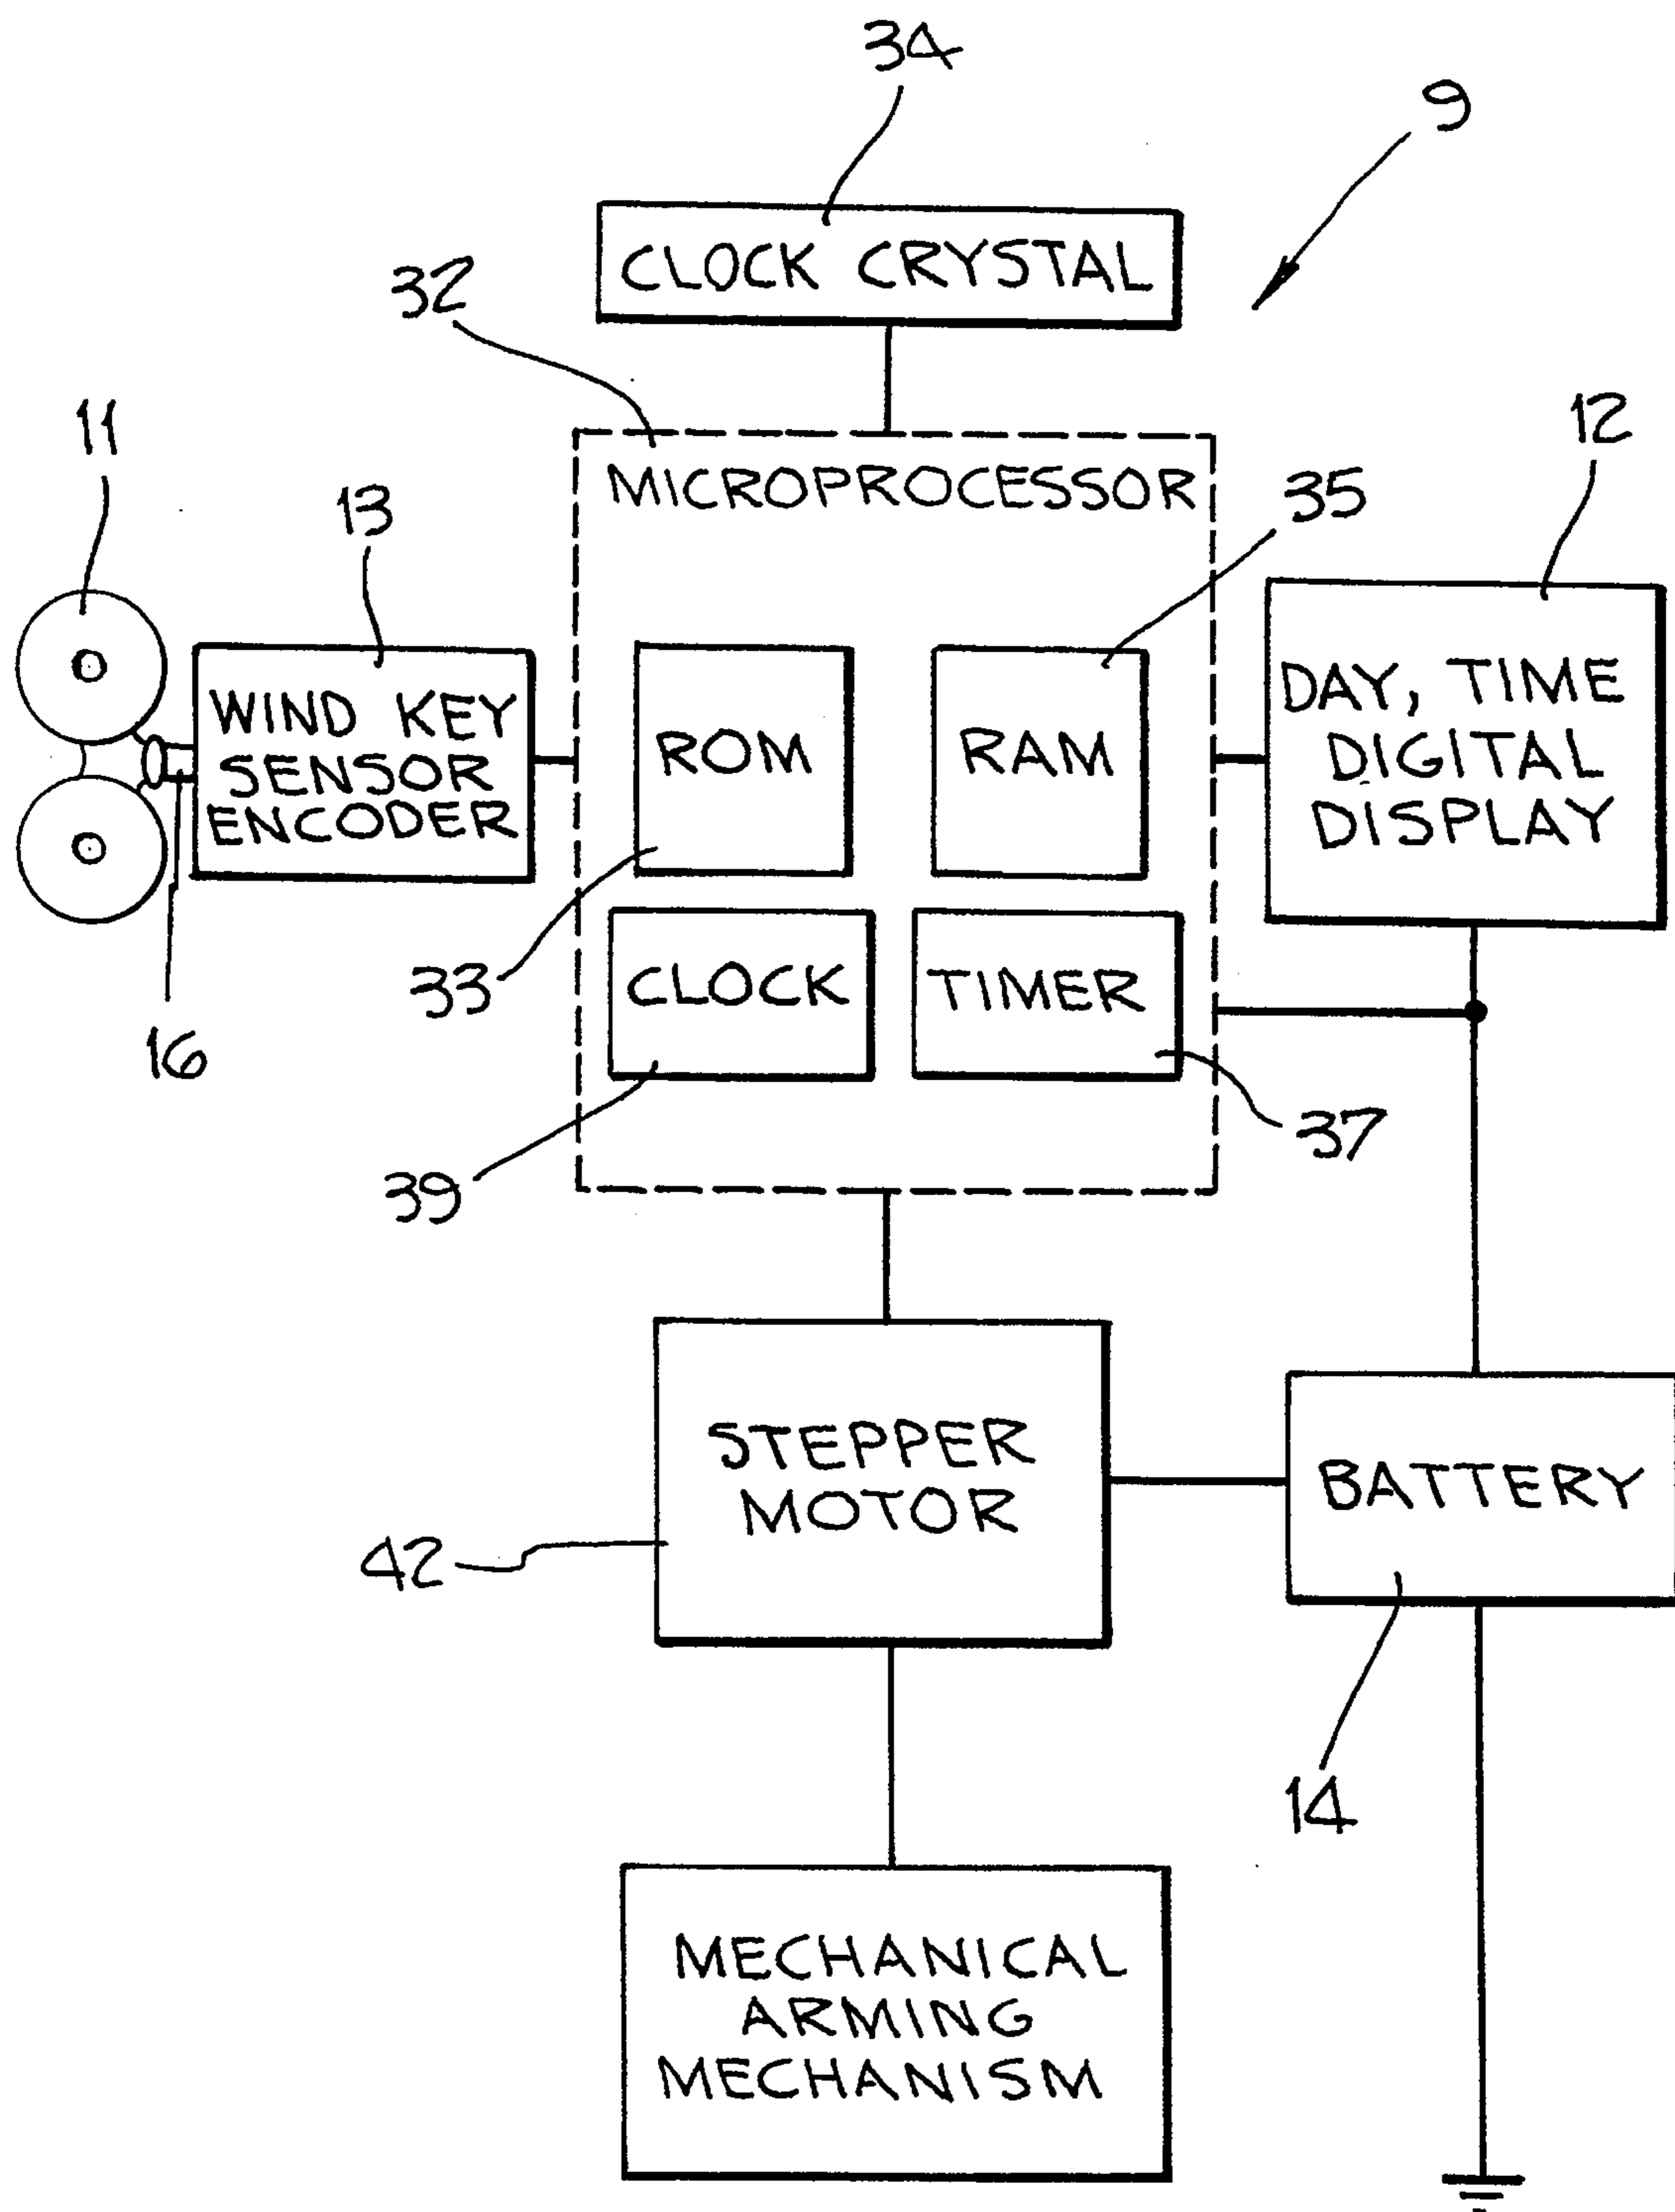 34
9
CLOCK CRYSTAL
32
11
12
MICROPROCESSOR
13
35
WIND KEY
SENSOR
ENCODER
ROM
RAM
DAY, TIME
DIGITAL
DISPLAY
33
CLOCK
TIMER
16
37
39
STEPPER
MOTOR
BATTERY
42
14
MECHANICAL
ARMING
MECHANISM